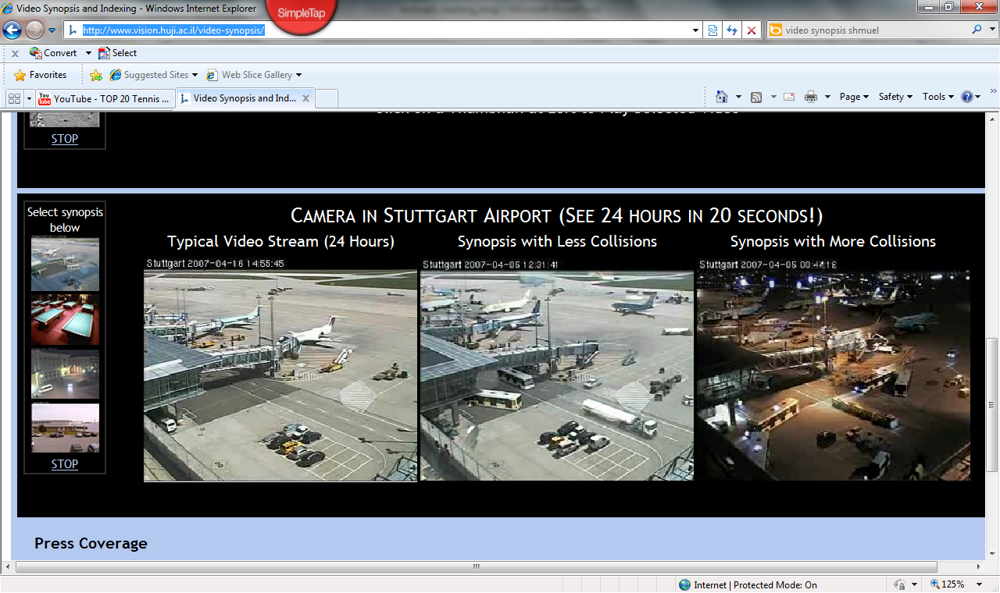 Video Synopsis and Indexing - Windows Internet Explorer
SimpleTap
http://www.vision.huji.ac.il/video-synopsis/
video synopsis shmuel
Convert
Select
Favorites
Suggested Sites
Web Slice Gallery
You Tube
YouTube - TOP 20 Tennis ...
Video Synopsis and Ind...
Page
Safety
Tools
STOP
Select synopsis
below
STOP
CAMERA IN STUTTGART AIRPORT (SEE 24 HOURS IN 20 SECONDS!)
Typical Video Stream (24 Hours)
Synopsis with Less Collisions
Synopsis with More Collisions
Stuttgart 2007-04-16 14:55:45
Stuttgart 2007-04-05 12:31:41
Stuttgart 2007-04-05
Press Coverage
Internet | Protected Mode: On
125%